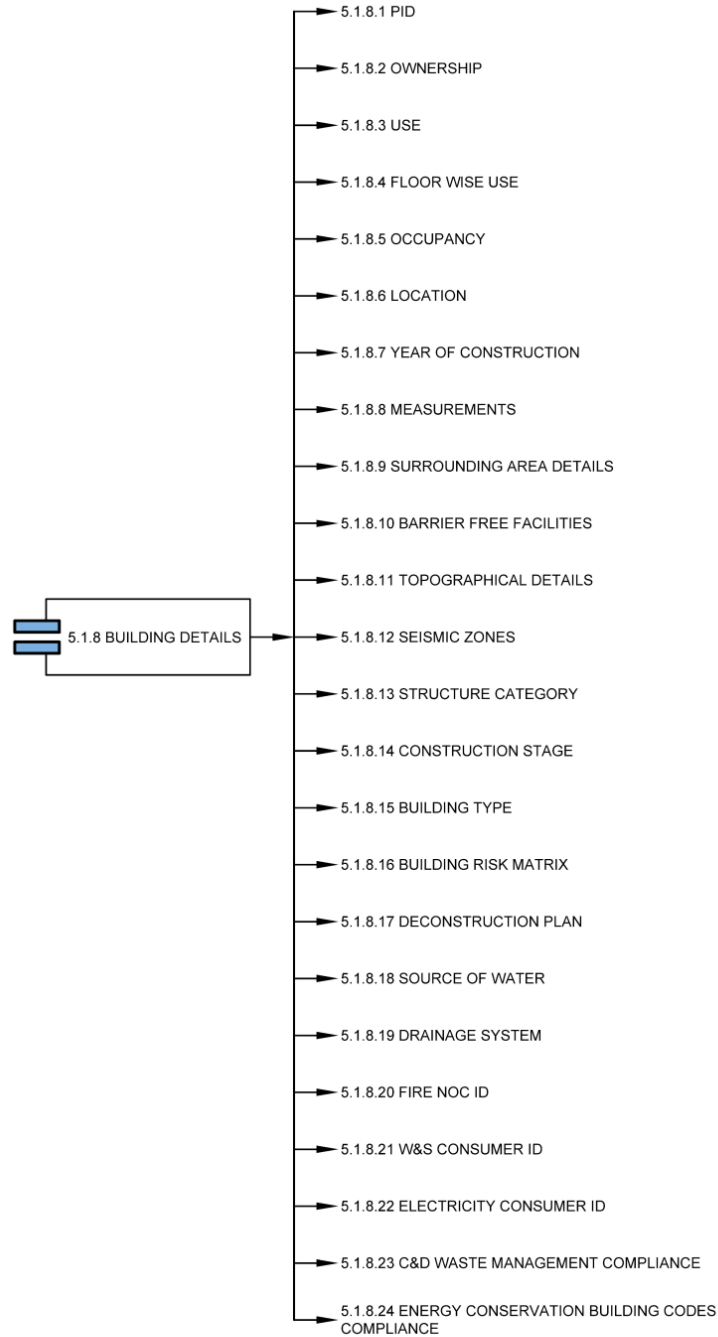 5.1.8.1 PID
5.1.8.2 OWNERSHIP
5.1.8.3 USE
5.1.8.4 FLOOR WISE USE
5.1.8.5 OCCUPANCY
5.1.8.6 LOCATION
5.1.8.7 YEAR OF CONSTRUCTION
5.1.8.8 MEASUREMENTS
5.1.8.9 SURROUNDING AREA DETAILS
5.1.8.10 BARRIER FREE FACILITIES
5.1.8.11 TOPOGRAPHICAL DETAILS
5.1.8 BUILDING DETAILS
5.1.8.12 SEISMIC ZONES
5.1.8.13 STRUCTURE CATEGORY
5.1.8.14 CONSTRUCTION STAGE
5.1.8.15 BUILDING TYPE
5.1.8.16 BUILDING RISK MATRIX
5.1.8.17 DECONSTRUCTION PLAN
5.1.8.18 SOURCE OF WATER
5.1.8.19 DRAINAGE SYSTEM
5.1.8.20 FIRE NOC ID
5.1.8.21 W&S CONSUMER ID
5.1.8.22 ELECTRICITY CONSUMER ID
5.1.8.23 C&D WASTE MANAGEMENT COMPLIANCE
5.1.8.24 ENERGY CONSERVATION BUILDING CODES
COMPLIANCE